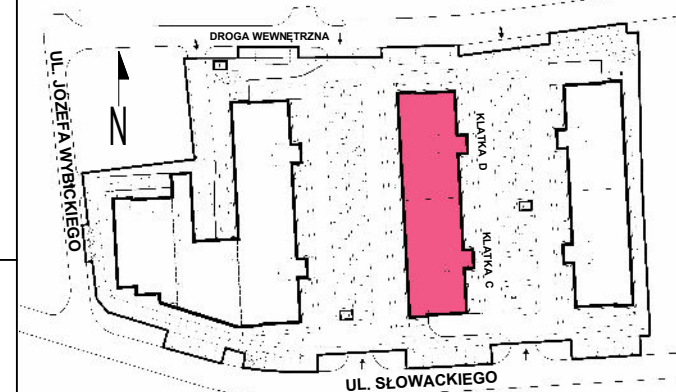 DROGA WEWNĘTRZNA
UL. JÓZEFA WYBICKIEGO
N
KLATKA D
KLATKA C
UL. SŁOWACKIEGO